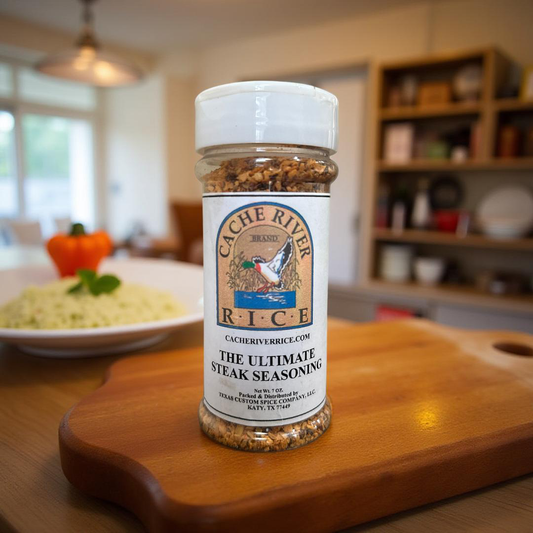 CACHE RIVER
BRAND
R·I·C·E
CACHERIVERRICE.COM
THE ULTIMATE
STEAK SEASONING
Net Wt. 7 OZ.
Packed & Distributed by
TEXAS CUSTOM SPICE COMPANY, LLC.
KATY, TX 77449